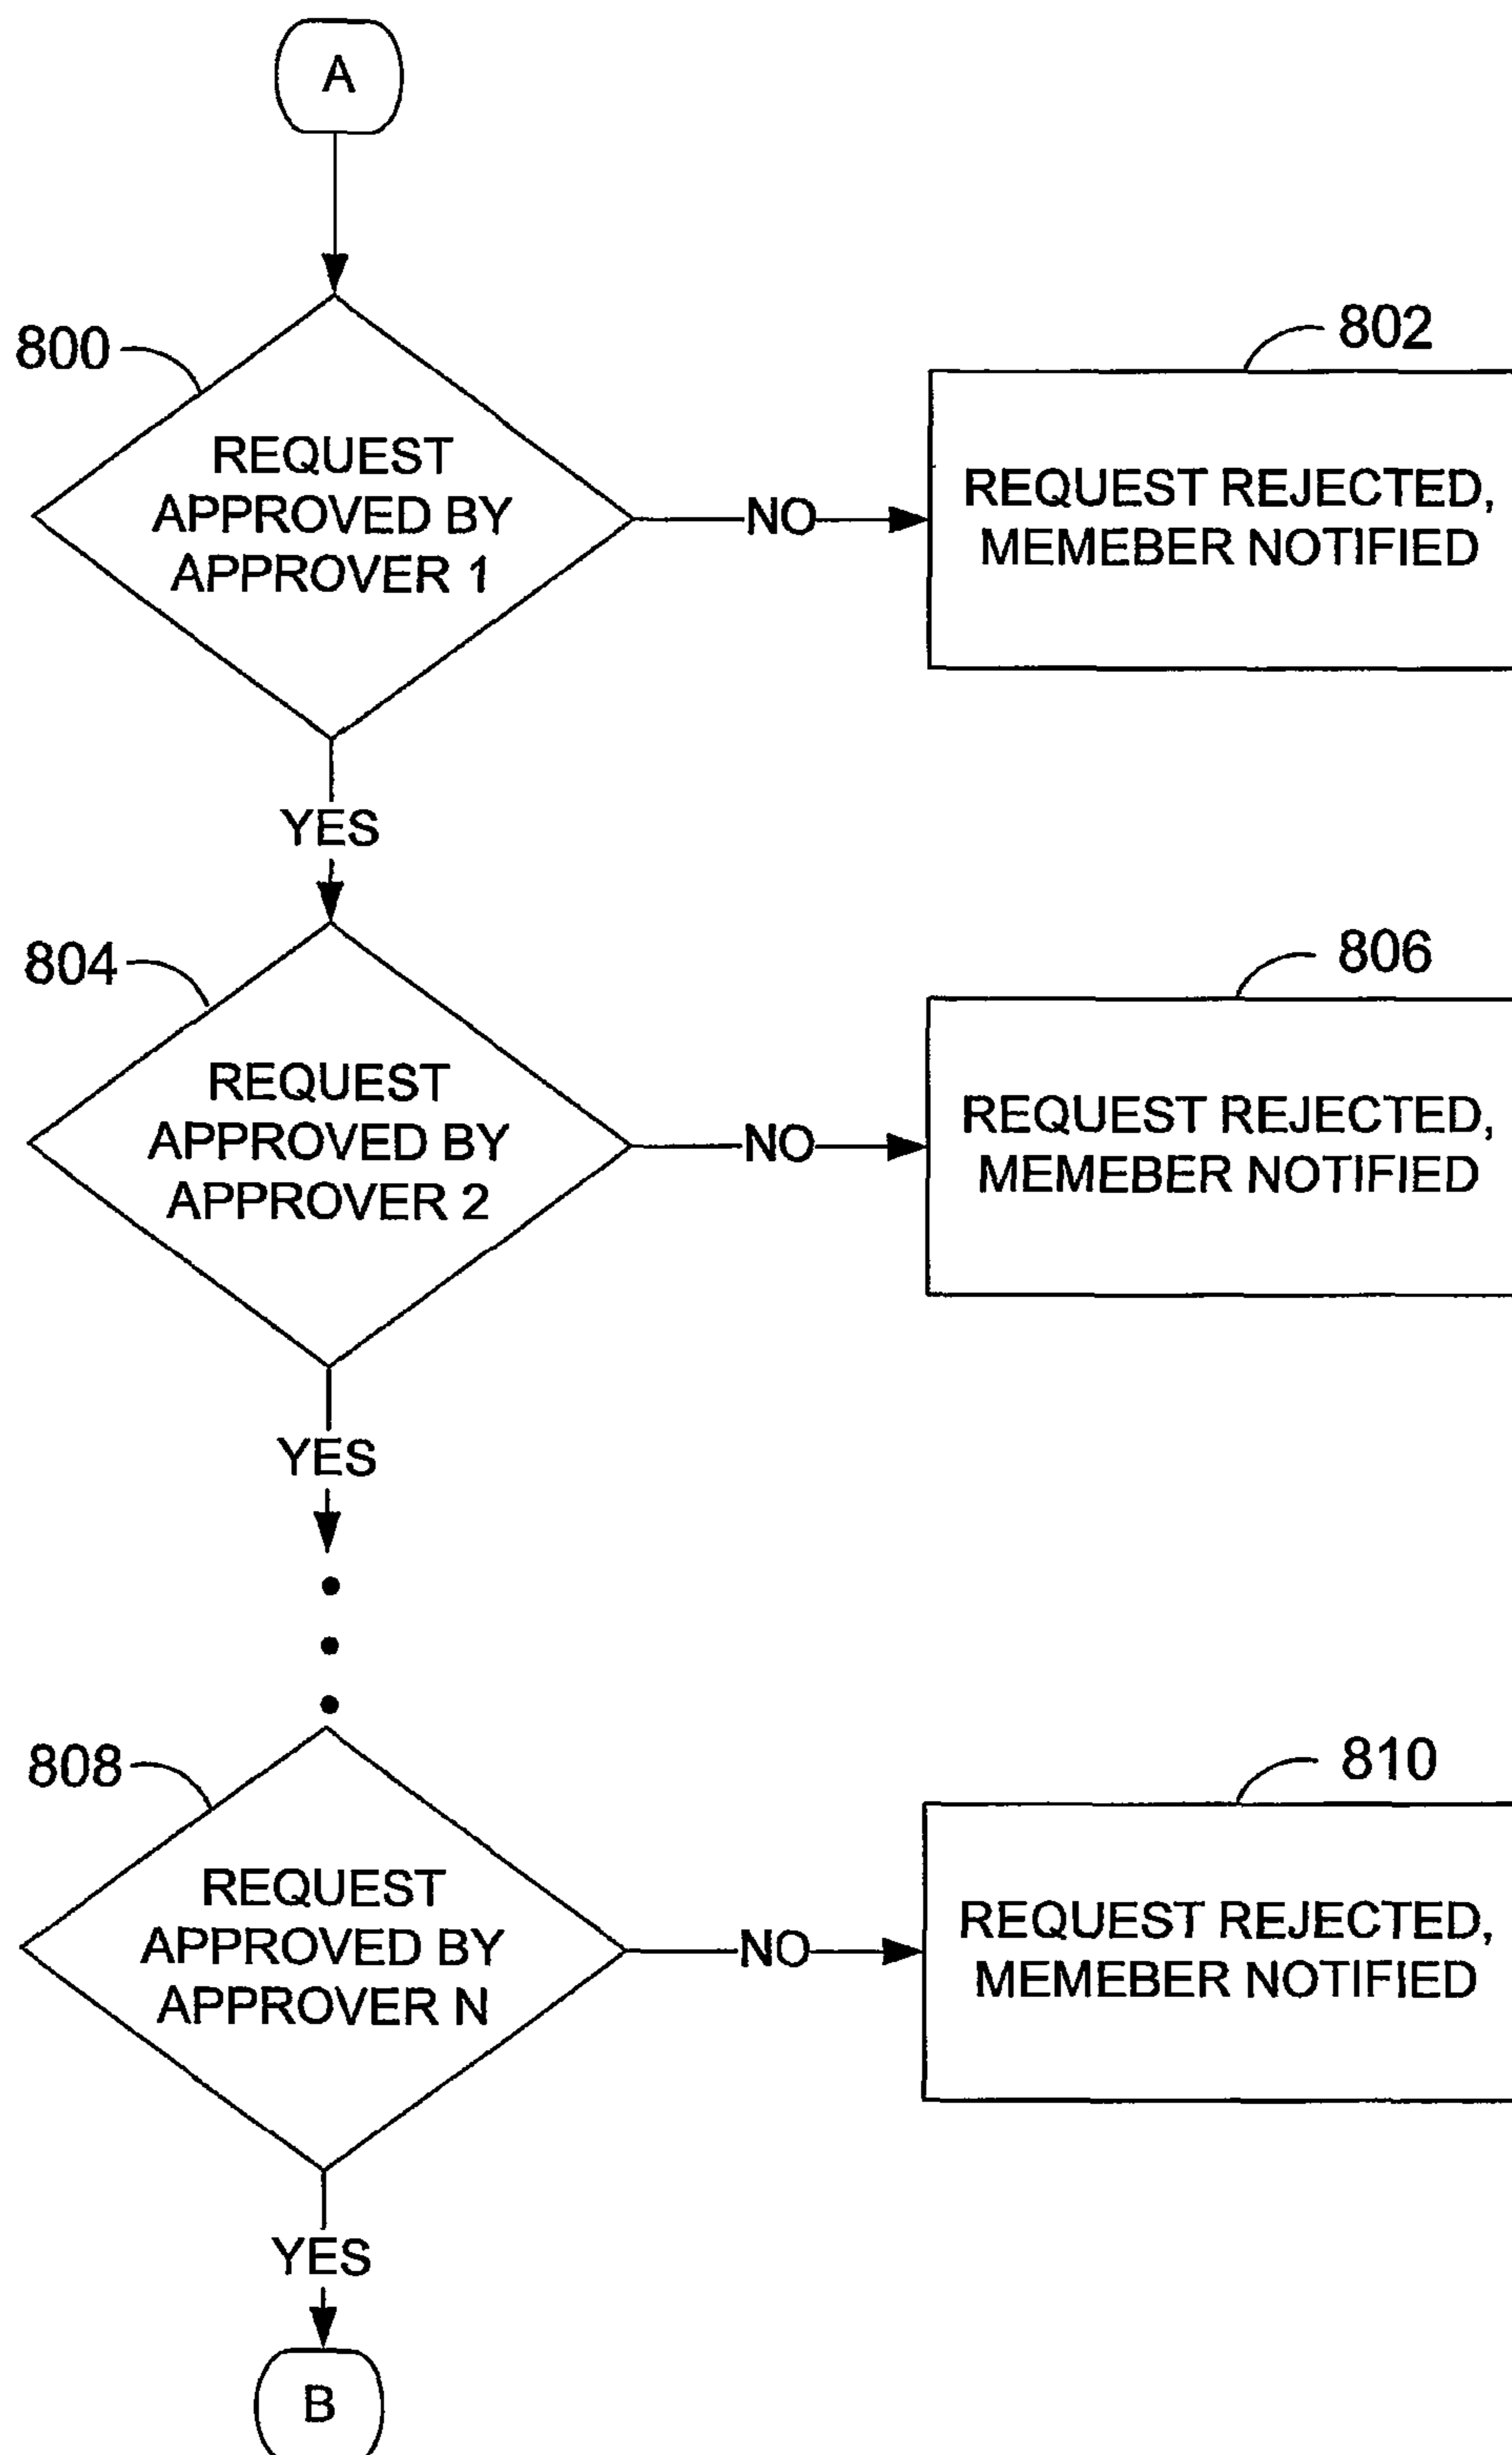 A
800
REQUEST
APPROVED BY
APPROVER 1
NO
802
REQUEST REJECTED,
MEMEBER NOTIFIED
YES
804
REQUEST
APPROVED BY
APPROVER 2
NO
806
REQUEST REJECTED,
MEMEBER NOTIFIED
YES
808
REQUEST
APPROVED BY
APPROVER N
NO
810
REQUEST REJECTED,
MEMEBER NOTIFIED
YES
B